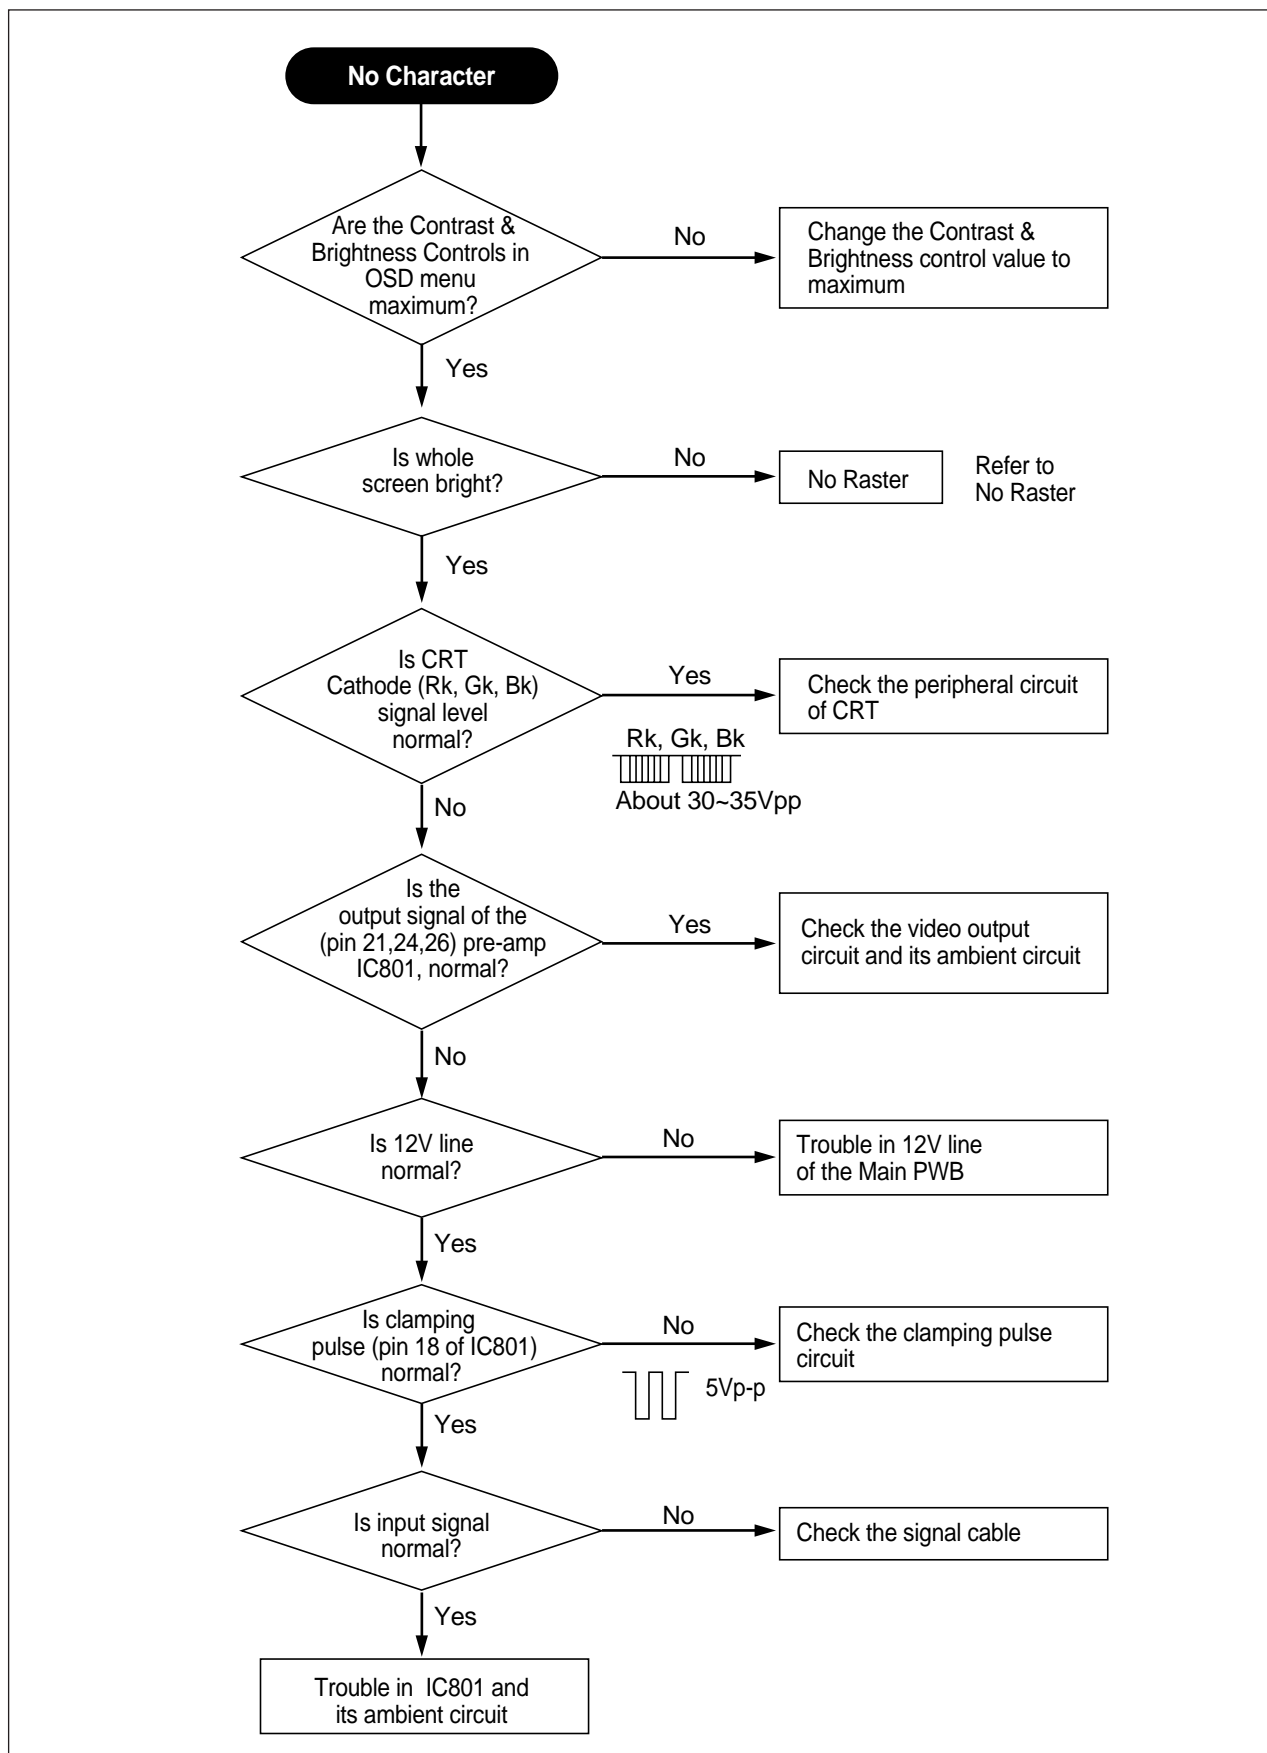 No Character
Are the Contrast &
Brightness Controls in
OSD menu
maximum?
No
Change the Contrast &
Brightness control value to
maximum
Yes
Is whole
screen bright?
No
No Raster
Refer to
No Raster
Yes
Is CRT
Cathode (Rk, Gk, Bk)
signal level
normal?
Yes
Check the peripheral circuit
of CRT
Rk, Gk, Bk
About 30~35Vpp
No
Is the
output signal of the
(pin 21,24,26) pre-amp
IC801, normal?
Yes
Check the video output
circuit and its ambient circuit
No
Is 12V line
normal?
No
Trouble in 12V line
of the Main PWB
Yes
Is clamping
pulse (pin 18 of IC801)
normal?
No
Check the clamping pulse
circuit
5Vp-p
Yes
Is input signal
normal?
No
Check the signal cable
Yes
Trouble in IC801 and
its ambient circuit